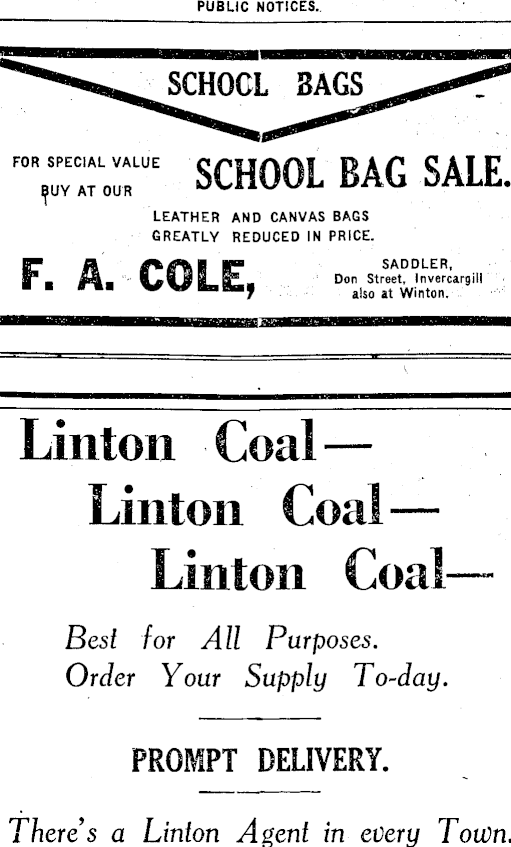 PUBLIC NOTICES.
SCHOOL BAGS
FOR SPECIAL VALUE
BUY AT OUR
SCHOOL BAG SALE.
LEATHER AND CANVAS BAGS
GREATLY REDUCED IN PRICE.
F. A. COLE,
SADDLER,
Don Street, Invercargill
also at Winton.
Linton Coal—
Linton Coal—
Linton Coal—
Best for All Purposes.
Order Your Supply To-day.
PROMPT DELIVERY.
There's a Linton Agent in every Town.